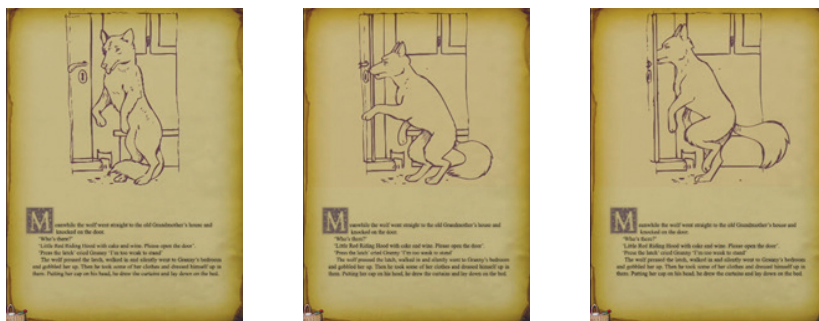 Meanwhile the wolf went straight to the old Grandmother's house and
knocked on the door.
'Who's there?'
'Little Red Riding Hood with cake and wine. Please open the door'.
'Press the latch' cried Granny 'I'm too weak to stand'
The wolf pressed the latch, walked in and silently went to Granny's bedroom
and gobbled her up. Then he took some of her clothes and dressed himself up in
them. Putting her cap on his head, he drew the curtains and lay down on the bed.
Meanwhile the wolf went straight to the old Grandmother's house and
knocked on the door.
'Who's there?'
'Little Red Riding Hood with cake and wine. Please open the door'.
'Press the latch' cried Granny 'I'm too weak to stand'
The wolf pressed the latch, walked in and silently went to Granny's bedroom
and gobbled her up. Then he took some of her clothes and dressed himself up in
them. Putting her cap on his head, he drew the curtains and lay down on the bed.
Meanwhile the wolf went straight to the old Grandmother's house and
knocked on the door.
'Who's there?'
'Little Red Riding Hood with cake and wine. Please open the door'.
'Press the latch' cried Granny 'I'm too weak to stand'
The wolf pressed the latch, walked in and silently went to Granny's bedroom
and gobbled her up. Then he took some of her clothes and dressed himself up in
them. Putting her cap on his head, he drew the curtains and lay down on the bed.